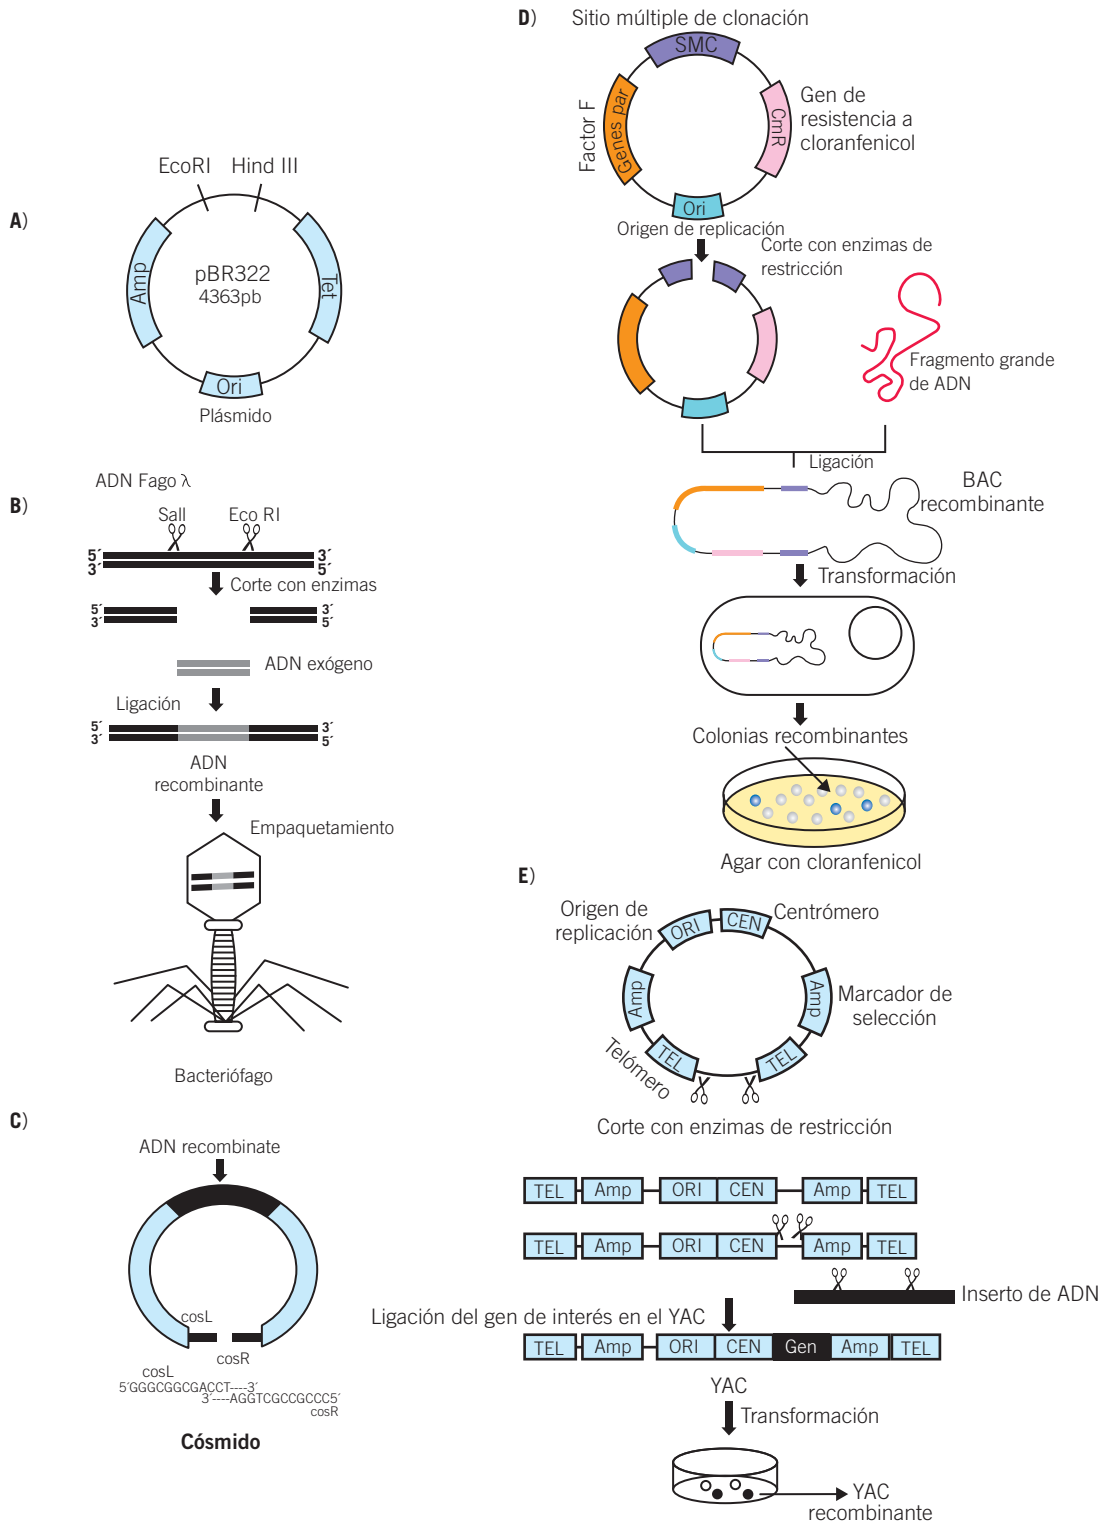 A)
EcoRI
Hind III
Amp
pBR322
4363pb
Tet
Ori
Plásmido
B)
ADN Fago λ
SalI
Eco RI
5´
3´
3´
5´
Corte con enzimas
5´
3´
3´
5´
ADN exógeno
Ligación
5´
3´
3´
5´
ADN
recombinante
Empaquetamiento
Bacteriófago
C)
ADN recombinate
cosL
cosR
cosL
5´GGGCGGCGACCT----3´
3´----AGGTCGCCGCCC5´
cosR
Cósmido
D)
Sitio múltiple de clonación
SMC
Factor F
Genes par
CmR
Gen de
resistencia a
cloranfenicol
Ori
Origen de replicación
Corte con enzimas de
restricción
Fragmento grande
de ADN
Ligación
BAC
recombinante
Transformación
Colonias recombinantes
Agar con cloranfenicol
E)
Origen de
replicación
ORI
CEN
Centrómero
Amp
Amp
Marcador de
selección
Telómero
TEL
TEL
Corte con enzimas de restricción
TEL Amp ORI CEN Amp TEL
TEL Amp ORI CEN Amp TEL
Inserto de ADN
Ligación del gen de interés en el YAC
TEL Amp ORI CEN Gen Amp TEL
YAC
Transformación
YAC
recombinante